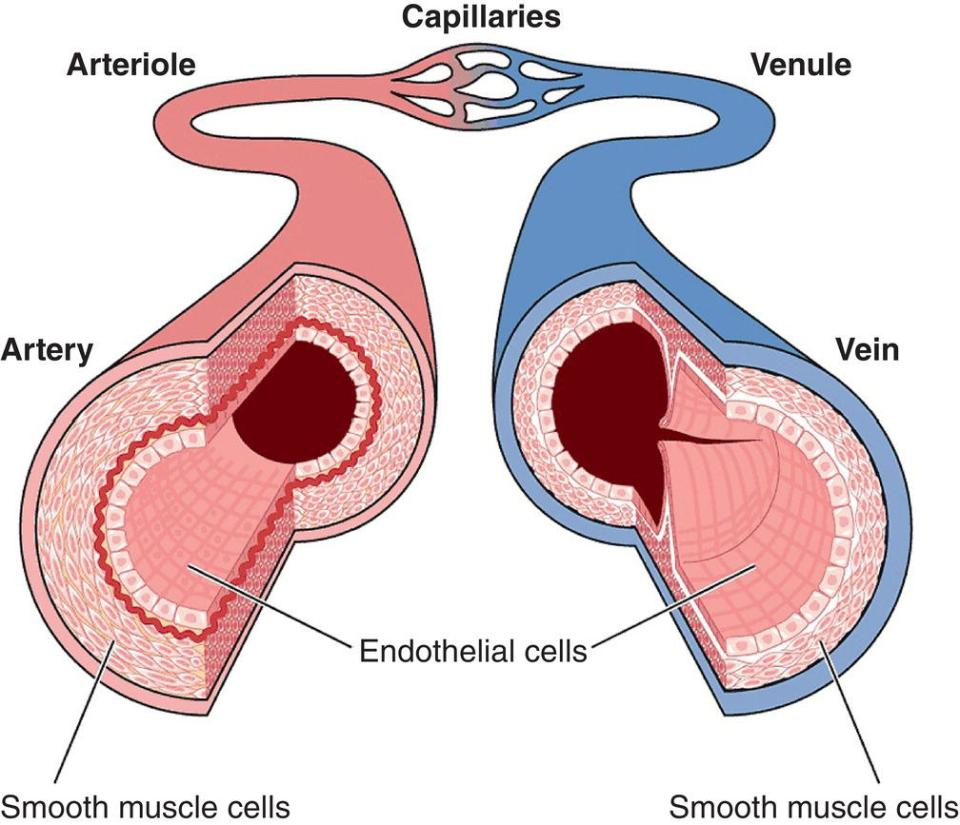 Capillaries
Arteriole
Venule
Artery
Vein
Endothelial cells
Smooth muscle cells
Smooth muscle cells